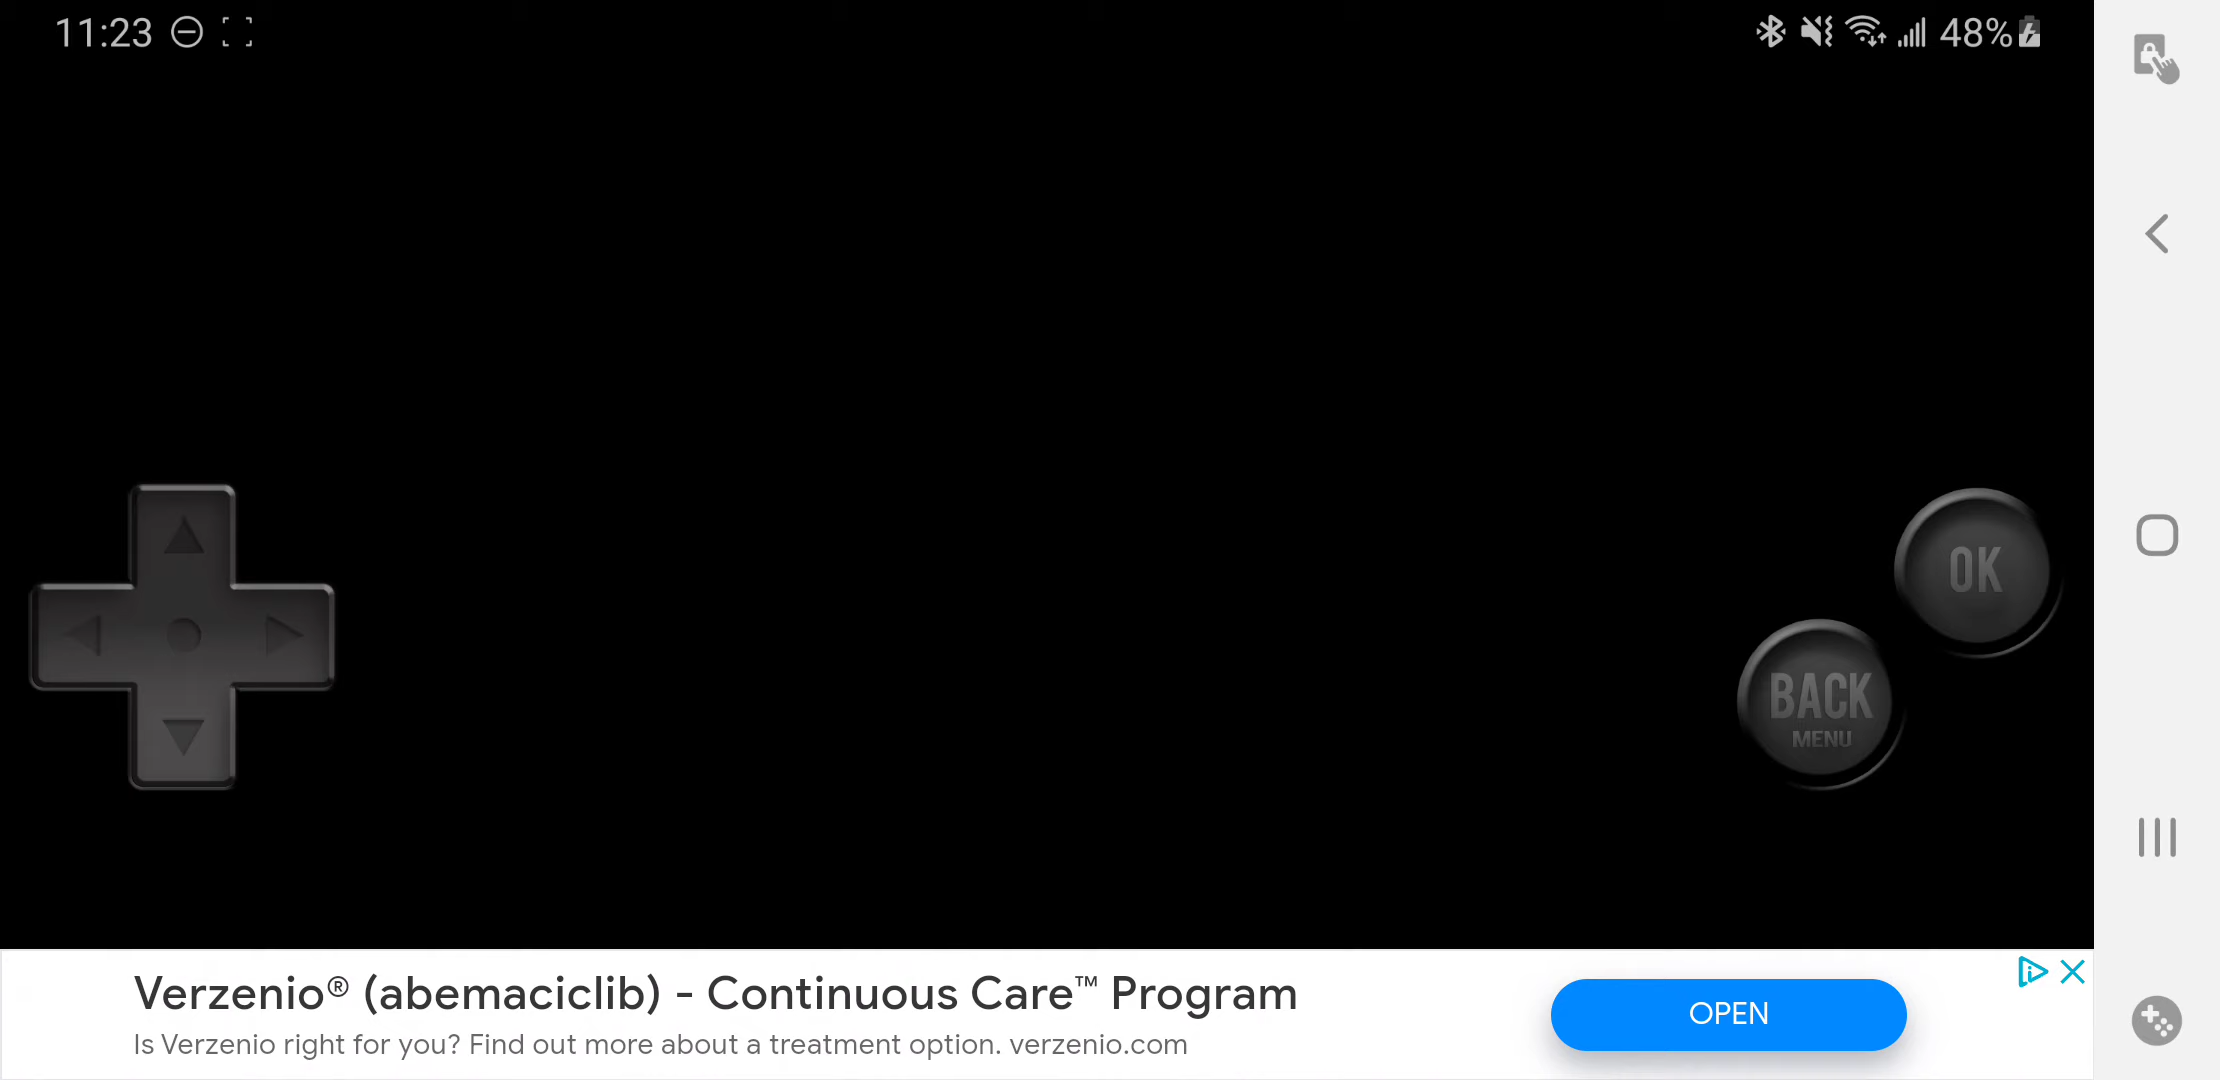 11:23
48%
OK
BACK
MENU
Verzenio® (abemaciclib) - Continuous Care™ Program
Is Verzenio right for you? Find out more about a treatment option. verzenio.com
OPEN